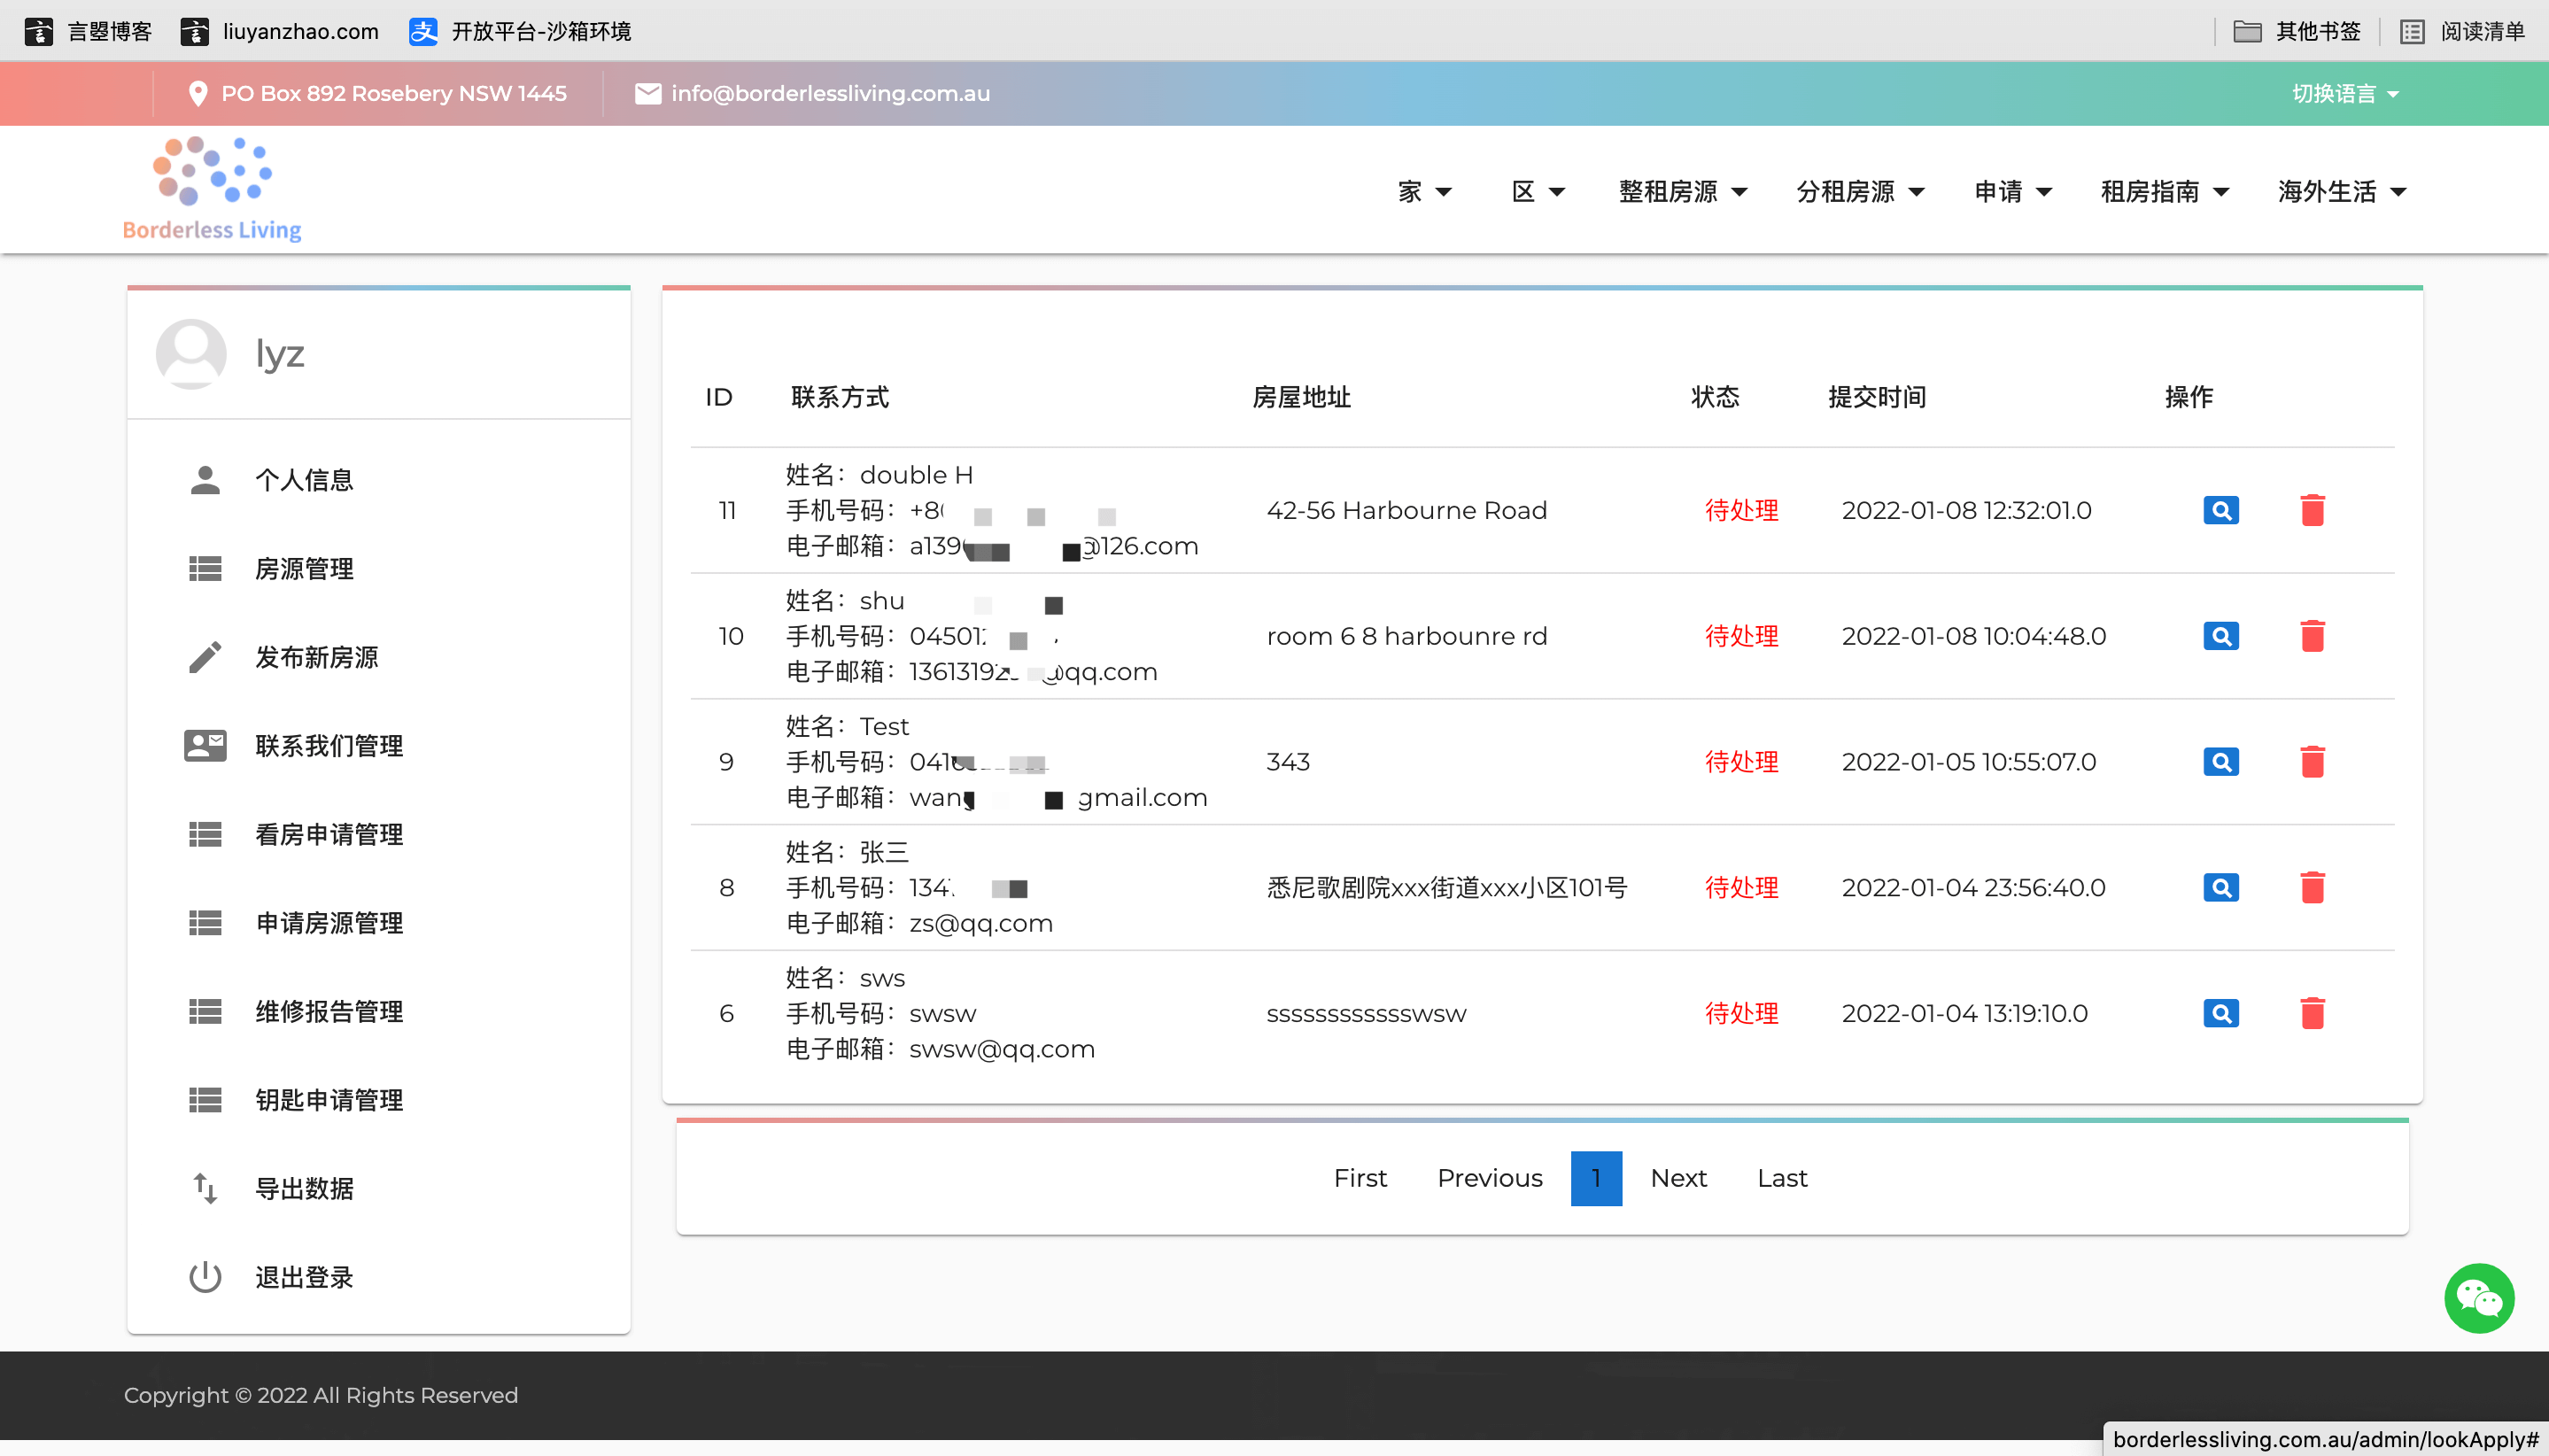 言曌博客
liuyanzhao.com
开放平台-沙箱环境
其他书签
阅读清单
PO Box 892 Rosebery NSW 1445
info@borderlessliving.com.au
切换语言
Borderless Living
家
区
整租房源
分租房源
申请
租房指南
海外生活
lyz
个人信息
房源管理
发布新房源
联系我们管理
看房申请管理
申请房源管理
维修报告管理
钥匙申请管理
导出数据
退出登录
ID 联系方式 房屋地址 状态 提交时间 操作
姓名：double H
11 手机号码：+8 42-56 Harbourne Road 待处理 2022-01-08 12:32:01.0
电子邮箱：a139 @126.com
姓名：shu
10 手机号码：04501 room 6 8 harbounre rd 待处理 2022-01-08 10:04:48.0
电子邮箱：1361319 @qq.com
姓名：Test
9 手机号码：041 343 待处理 2022-01-05 10:55:07.0
电子邮箱：wan gmail.com
姓名：张三
8 手机号码：134 悉尼歌剧院xxx街道xxx小区101号 待处理 2022-01-04 23:56:40.0
电子邮箱：zs@qq.com
姓名：sws
6 手机号码：swsw sssssssssssswsw 待处理 2022-01-04 13:19:10.0
电子邮箱：swsw@qq.com
First Previous 1 Next Last
Copyright © 2022 All Rights Reserved
borderlessliving.com.au/admin/lookApply#